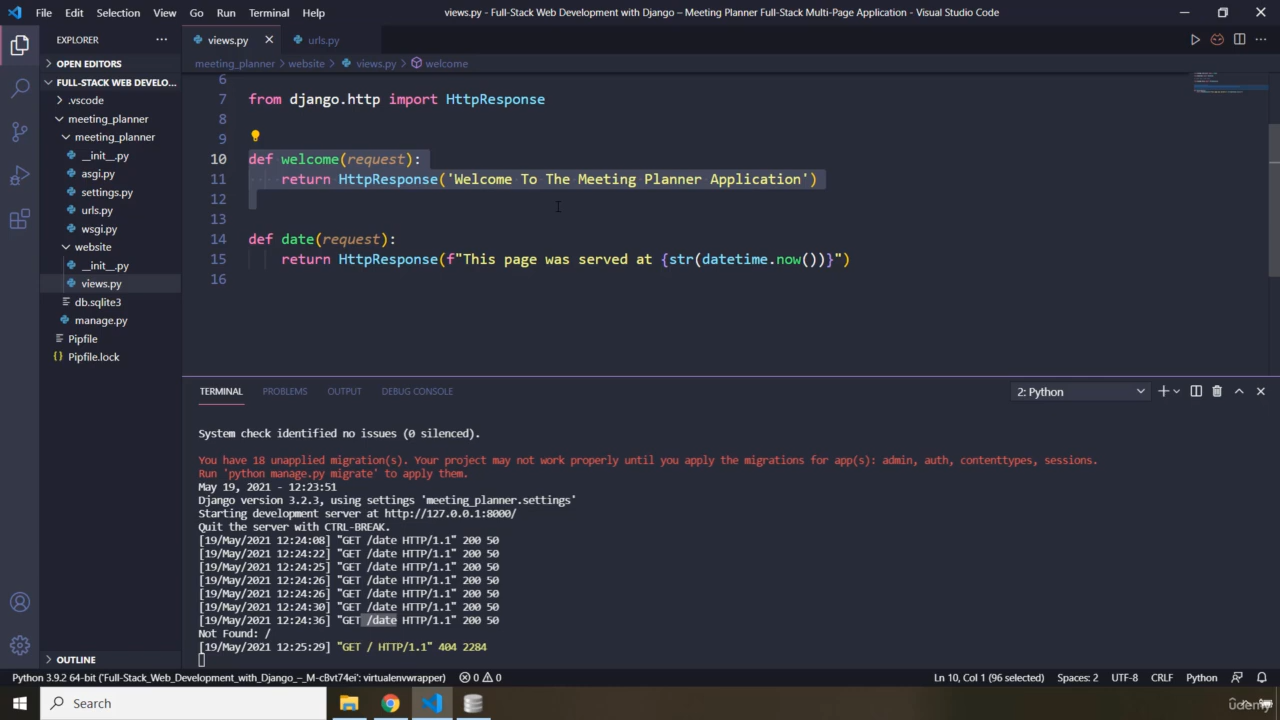 File Edit Selection View Go Run Terminal Help
views.py - Full-Stack Web Development with Django – Meeting Planner Full-Stack Multi-Page Application - Visual Studio Code
EXPLORER
views.py
urls.py
OPEN EDITORS
meeting_planner > website > views.py > welcome
FULL-STACK WEB DEVELO...
.vscode
meeting_planner
meeting_planner
__init__.py
asgi.py
settings.py
urls.py
wsgi.py
website
__init__.py
views.py
db.sqlite3
manage.py
Pipfile
Pipfile.lock
OUTLINE
6
7 from django.http import HttpResponse
8
9
10 def welcome(request):
11 return HttpResponse('Welcome To The Meeting Planner Application')
12
13
14 def date(request):
15 return HttpResponse(f"This page was served at {str(datetime.now())}")
16
TERMINAL PROBLEMS OUTPUT DEBUG CONSOLE
2: Python
System check identified no issues (0 silenced).
You have 18 unapplied migration(s). Your project may not work properly until you apply the migrations for app(s): admin, auth, contenttypes, sessions.
Run 'python manage.py migrate' to apply them.
May 19, 2021 - 12:23:51
Django version 3.2.3, using settings 'meeting_planner.settings'
Starting development server at http://127.0.0.1:8000/
Quit the server with CTRL-BREAK.
[19/May/2021 12:24:08] "GET /date HTTP/1.1" 200 50
[19/May/2021 12:24:22] "GET /date HTTP/1.1" 200 50
[19/May/2021 12:24:25] "GET /date HTTP/1.1" 200 50
[19/May/2021 12:24:26] "GET /date HTTP/1.1" 200 50
[19/May/2021 12:24:26] "GET /date HTTP/1.1" 200 50
[19/May/2021 12:24:30] "GET /date HTTP/1.1" 200 50
[19/May/2021 12:24:36] "GET /date HTTP/1.1" 200 50
Not Found: /
[19/May/2021 12:25:29] "GET / HTTP/1.1" 404 2284
Python 3.9.2 64-bit ('Full-Stack_Web_Development_with_Django_–_M-c8vt74ei': virtualenvwrapper) 0 0
Ln 10, Col 1 (96 selected) Spaces: 2 UTF-8 CRLF Python
Search
Udemy